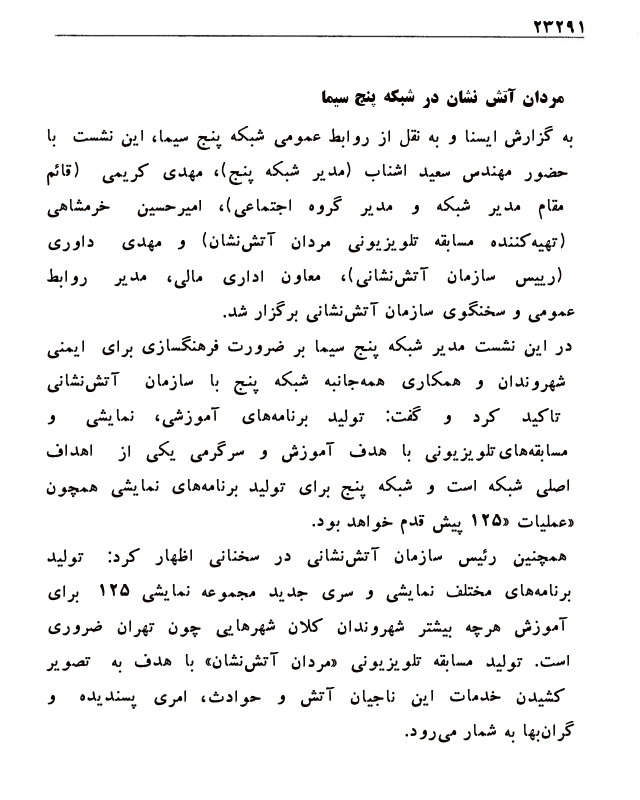 ۲۳۲۹۱
مردان آتش نشان در شبکه پنج سیما
به گزارش ایسنا و به نقل از روابط عمومی شبکه پنج سیما، این نشست با
حضور مهندس سعید اشناب (مدیر شبکه پنج)، مهدی کریمی (قائم
مقام مدیر شبکه و مدیر گروه اجتماعی)، امیرحسین خرمشاهی
(تهیه‌کننده مسابقه تلویزیونی مردان آتش‌نشان) و مهدی داوری
(رییس سازمان آتش‌نشانی)، معاون اداری مالی، مدیر روابط
عمومی و سخنگوی سازمان آتش‌نشانی برگزار شد.
در این نشست مدیر شبکه پنج سیما بر ضرورت فرهنگسازی برای ایمنی
شهروندان و همکاری همه‌جانبه شبکه پنج با سازمان آتش‌نشانی
تاکید کرد و گفت: تولید برنامه‌های آموزشی، نمایشی و
مسابقه‌های‌تلویزیونی با هدف آموزش و سرگرمی یکی از اهداف
اصلی شبکه است و شبکه پنج برای تولید برنامه‌های نمایشی همچون
«عملیات «۱۲۵ پیش قدم خواهد بود.
همچنین رئیس سازمان آتش‌نشانی در سخنانی اظهار کرد: تولید
برنامه‌های مختلف نمایشی و سری جدید مجموعه نمایشی ۱۲۵ برای
آموزش هرچه بیشتر شهروندان کلان شهرهایی چون تهران ضروری
است. تولید مسابقه تلویزیونی «مردان آتش‌نشان» با هدف به تصویر
کشیدن خدمات این ناجیان آتش و حوادث، امری پسندیده و
گران‌بها به شمار می‌رود.